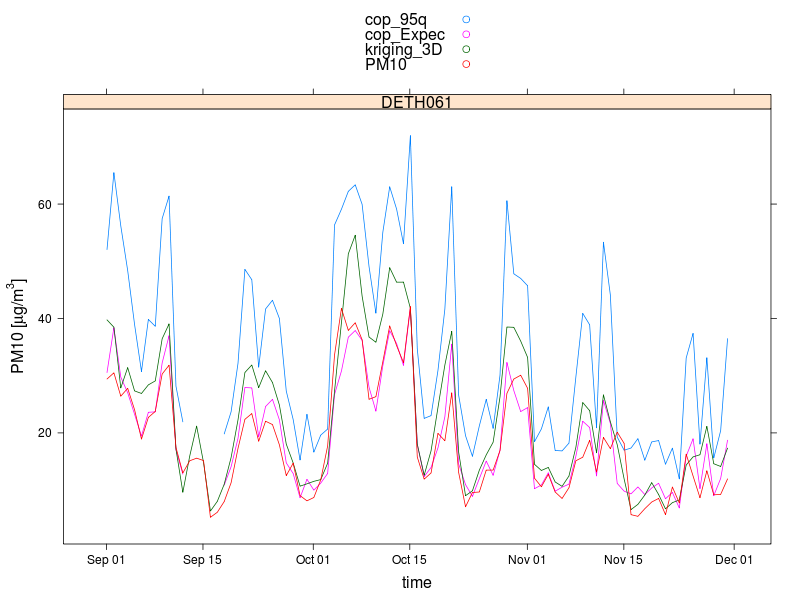 cop_95q
cop_Expec
kriging_3D
PM10
DETH061
PM10 [µg/m³]
60
40
20
Sep 01 Sep 15 Oct 01 Oct 15 Nov 01 Nov 15 Dec 01
time